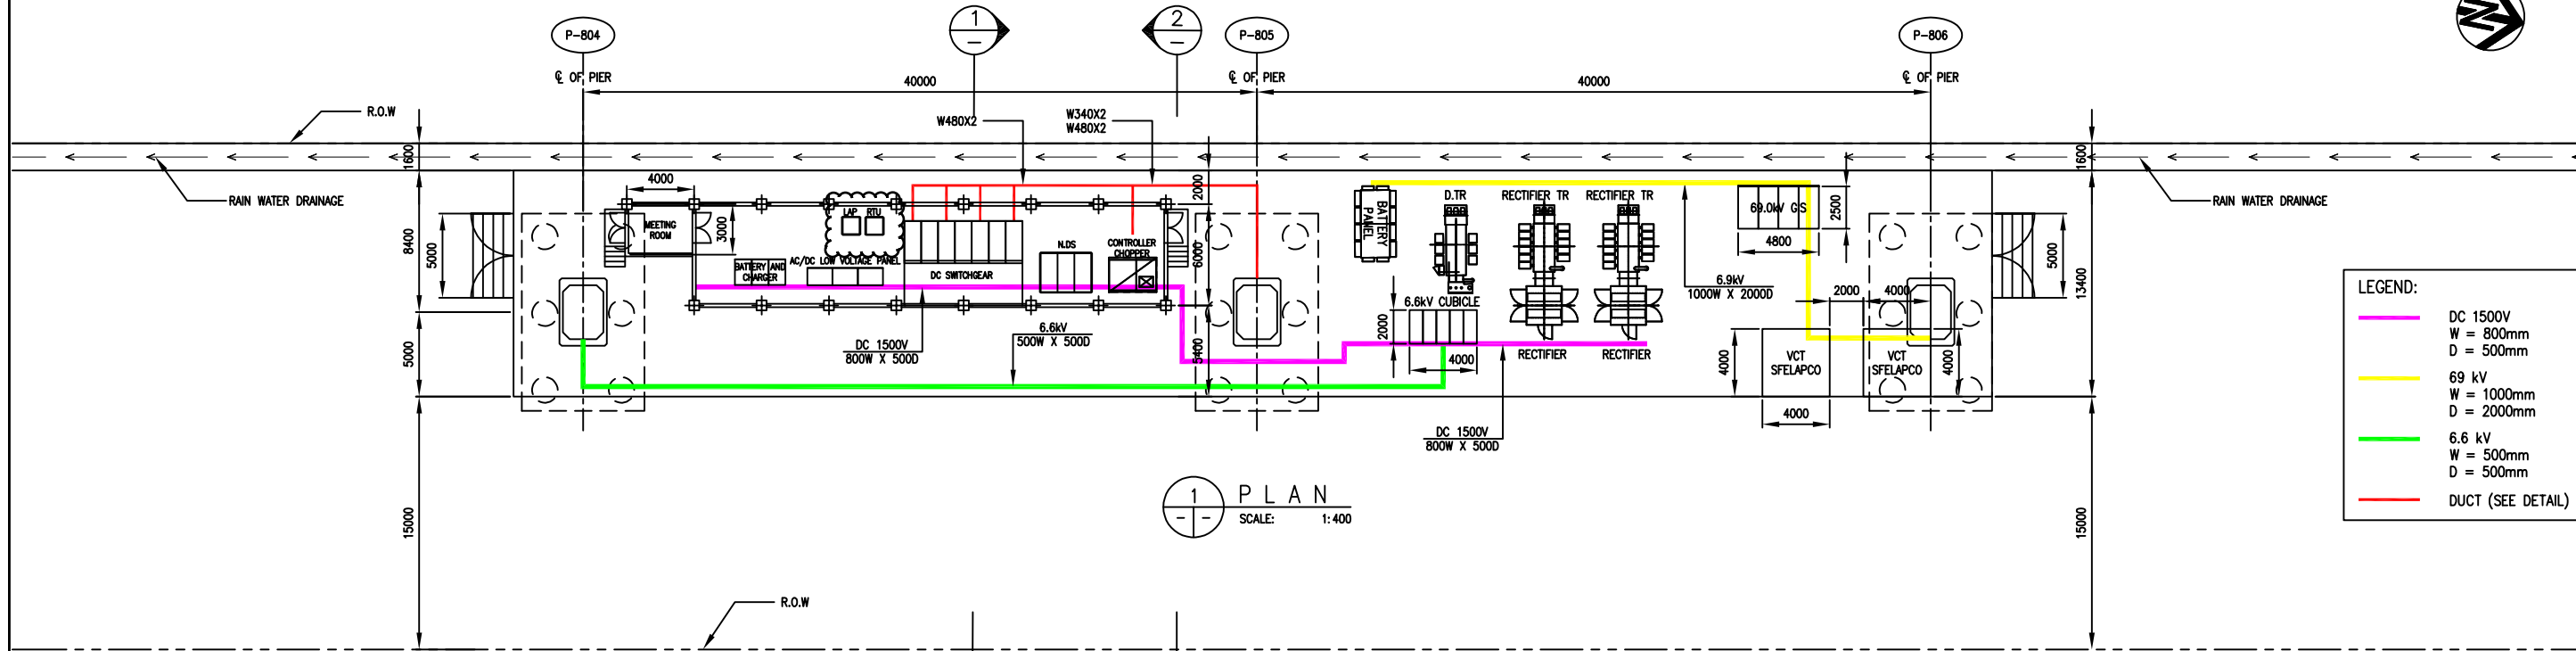 1
2
N
P-804
P-805
P-806
℄ OF PIER
℄ OF PIER
℄ OF PIER
40000
40000
R.O.W
W480X2
W340X2
W480X2
1600
1600
RAIN WATER DRAINAGE
RAIN WATER DRAINAGE
4000
2000
8400
5000
MEETING
ROOM
3000
LAP
RTU
BATTERY AND
CHARGER
AC/DC LOW VOLTAGE PANEL
DC SWITCHGEAR
N.DS
CONTROLLER
CHOPPER
6000
BATTERY
PANEL
D.TR
RECTIFIER TR
RECTIFIER TR
69.0kV GIS
2500
4800
5000
13400
6.9kV
1000W X 2000D
2000
4000
6.6kV CUBICLE
2000
4000
RECTIFIER
RECTIFIER
5000
DC 1500V
800W X 500D
6.6kV
500W X 500D
5400
4000
VCT
SFELAPCO
VCT
SFELAPCO
4000
4000
DC 1500V
800W X 500D
15000
15000
1
PLAN
SCALE: 1:400
R.O.W
LEGEND:
DC 1500V
W = 800mm
D = 500mm
69 kV
W = 1000mm
D = 2000mm
6.6 kV
W = 500mm
D = 500mm
DUCT (SEE DETAIL)